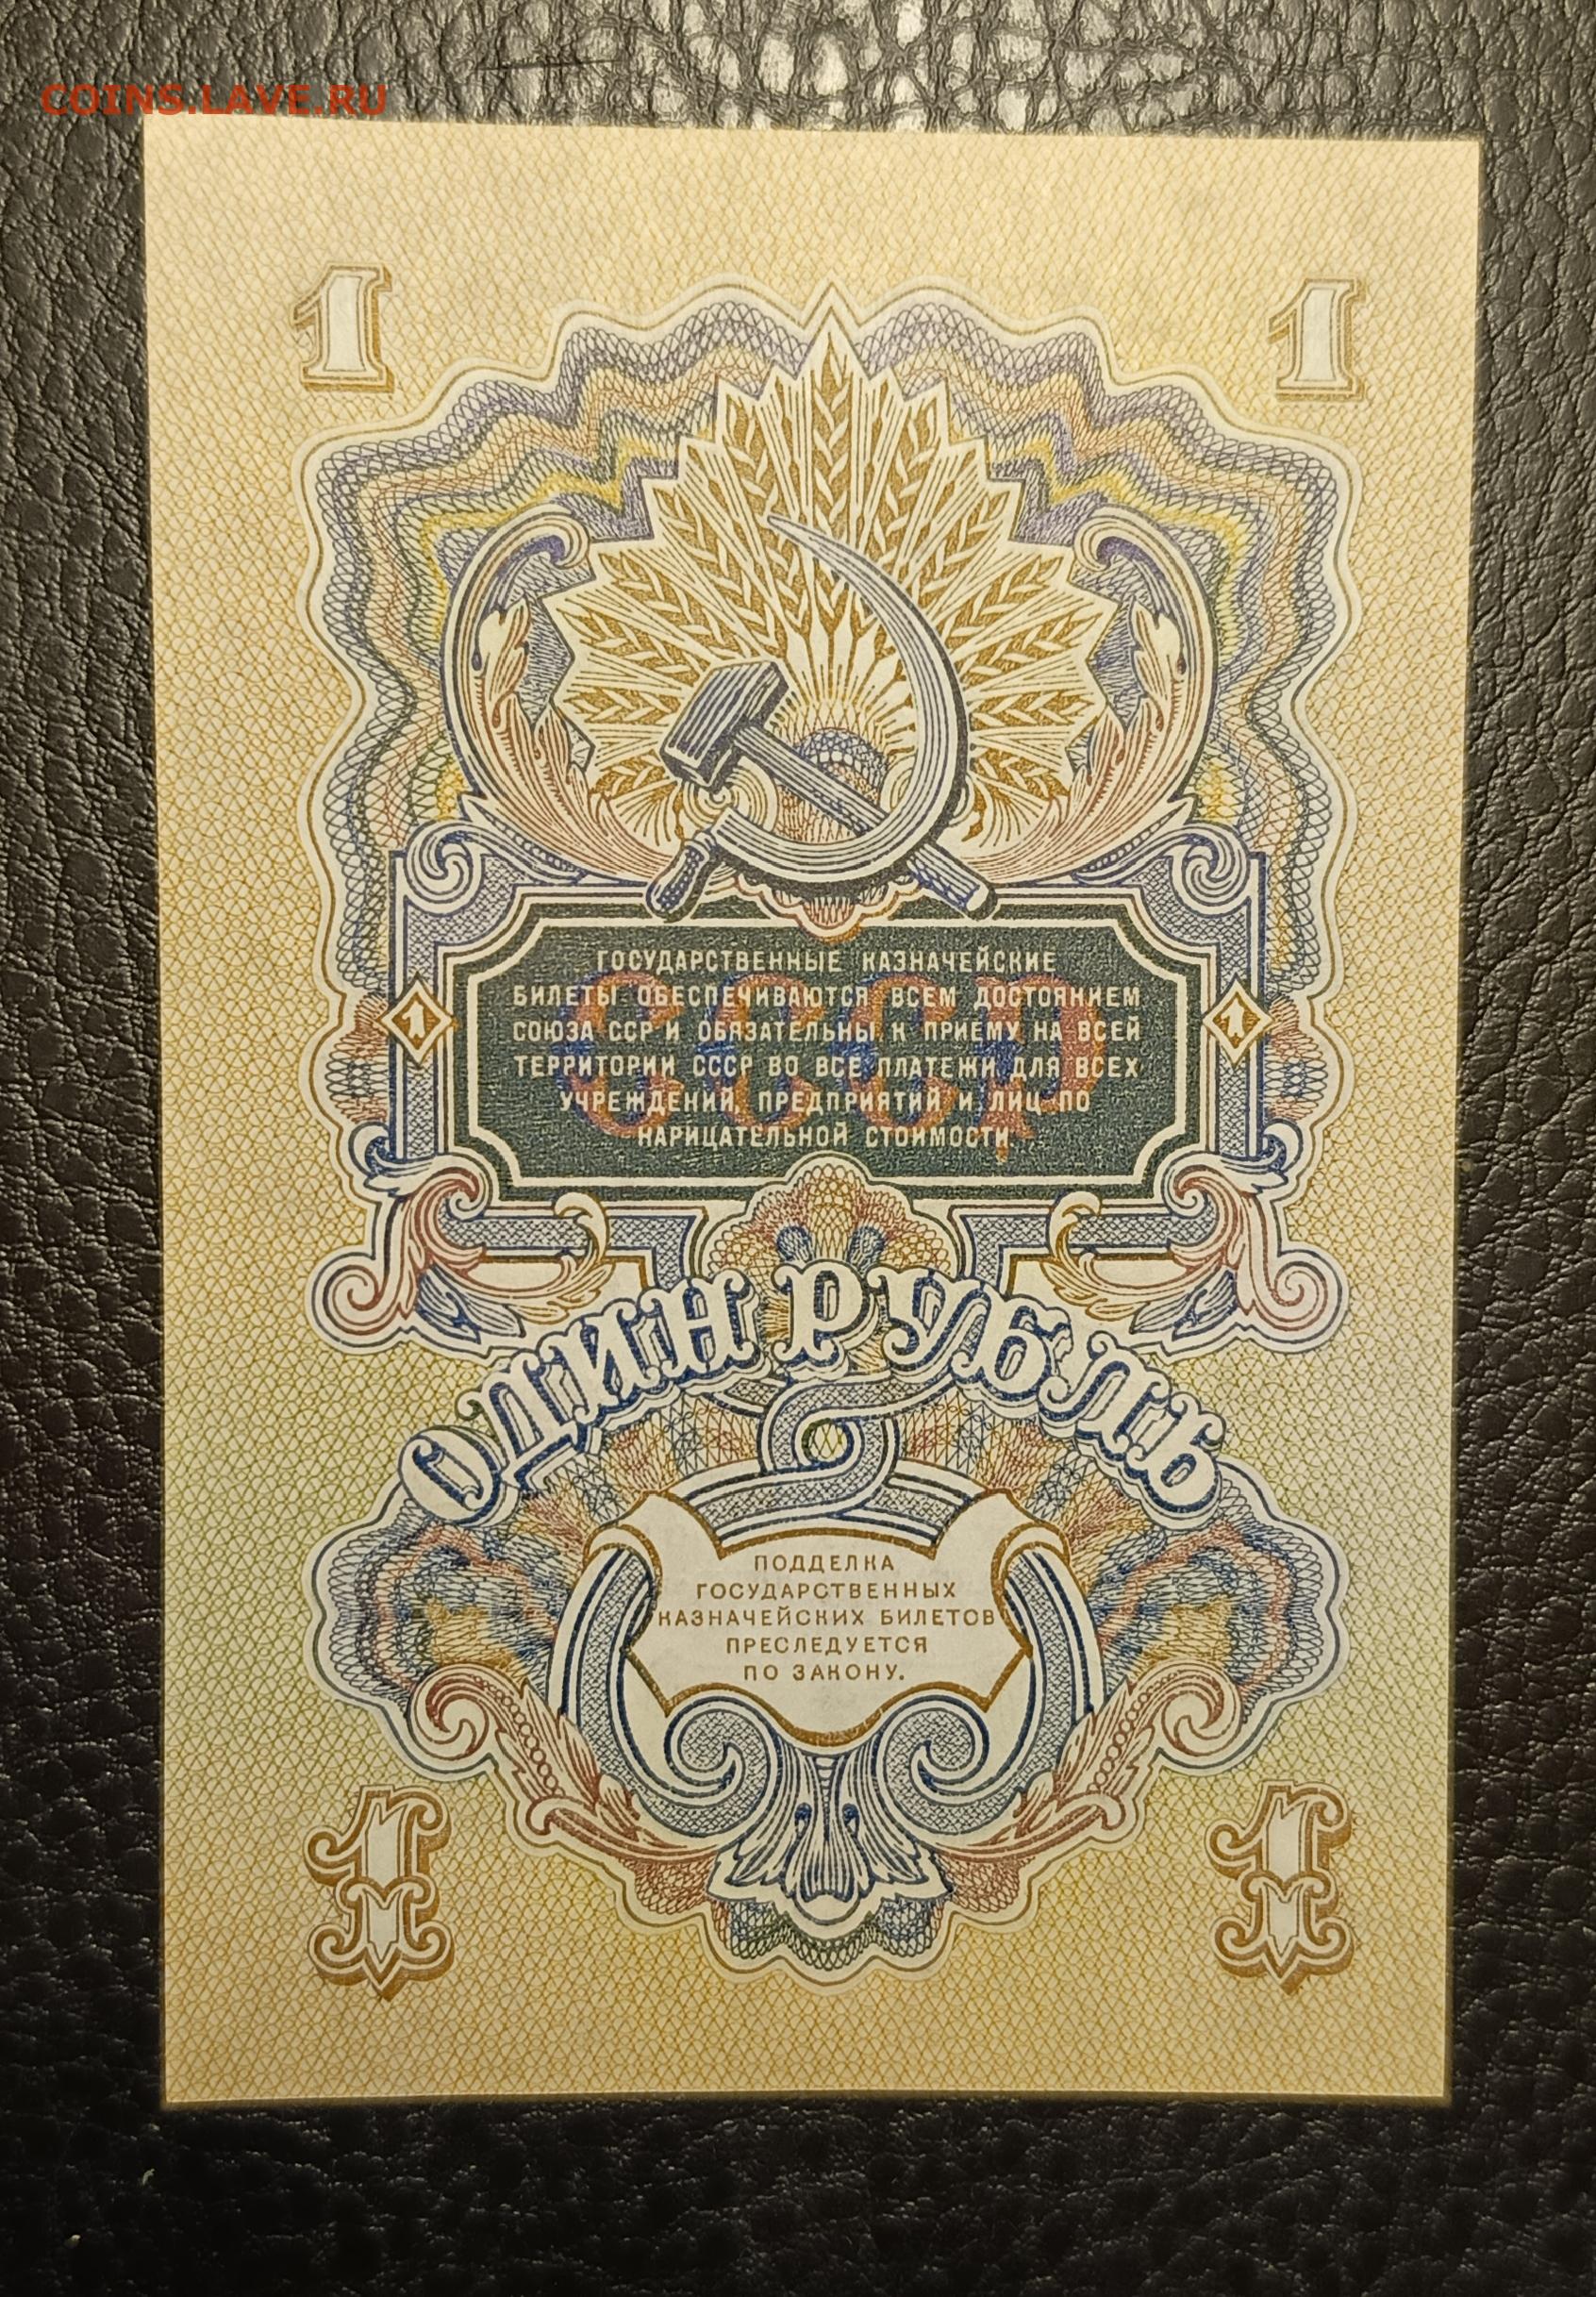 COINS.LAVE.RU
1 1
ГОСУДАРСТВЕННЫЕ КАЗНАЧЕЙСКИЕ
БИЛЕТЫ ОБЕСПЕЧИВАЮТСЯ ВСЕМ ДОСТОЯНИЕМ
СОЮЗА ССР И ОБЯЗАТЕЛЬНЫ К ПРИЕМУ НА ВСЕЙ
1 1
ТЕРРИТОРИИ СССР ВО ВСЕ ПЛАТЕЖИ ДЛЯ ВСЕХ
УЧРЕЖДЕНИЙ, ПРЕДПРИЯТИЙ И ЛИЦ ПО
НАРИЦАТЕЛЬНОЙ СТОИМОСТИ.
СССР
ОДИН РУБЛЬ
ПОДДЕЛКА
ГОСУДАРСТВЕННЫХ
КАЗНАЧЕЙСКИХ БИЛЕТОВ
ПРЕСЛЕДУЕТСЯ
ПО ЗАКОНУ.
1 1